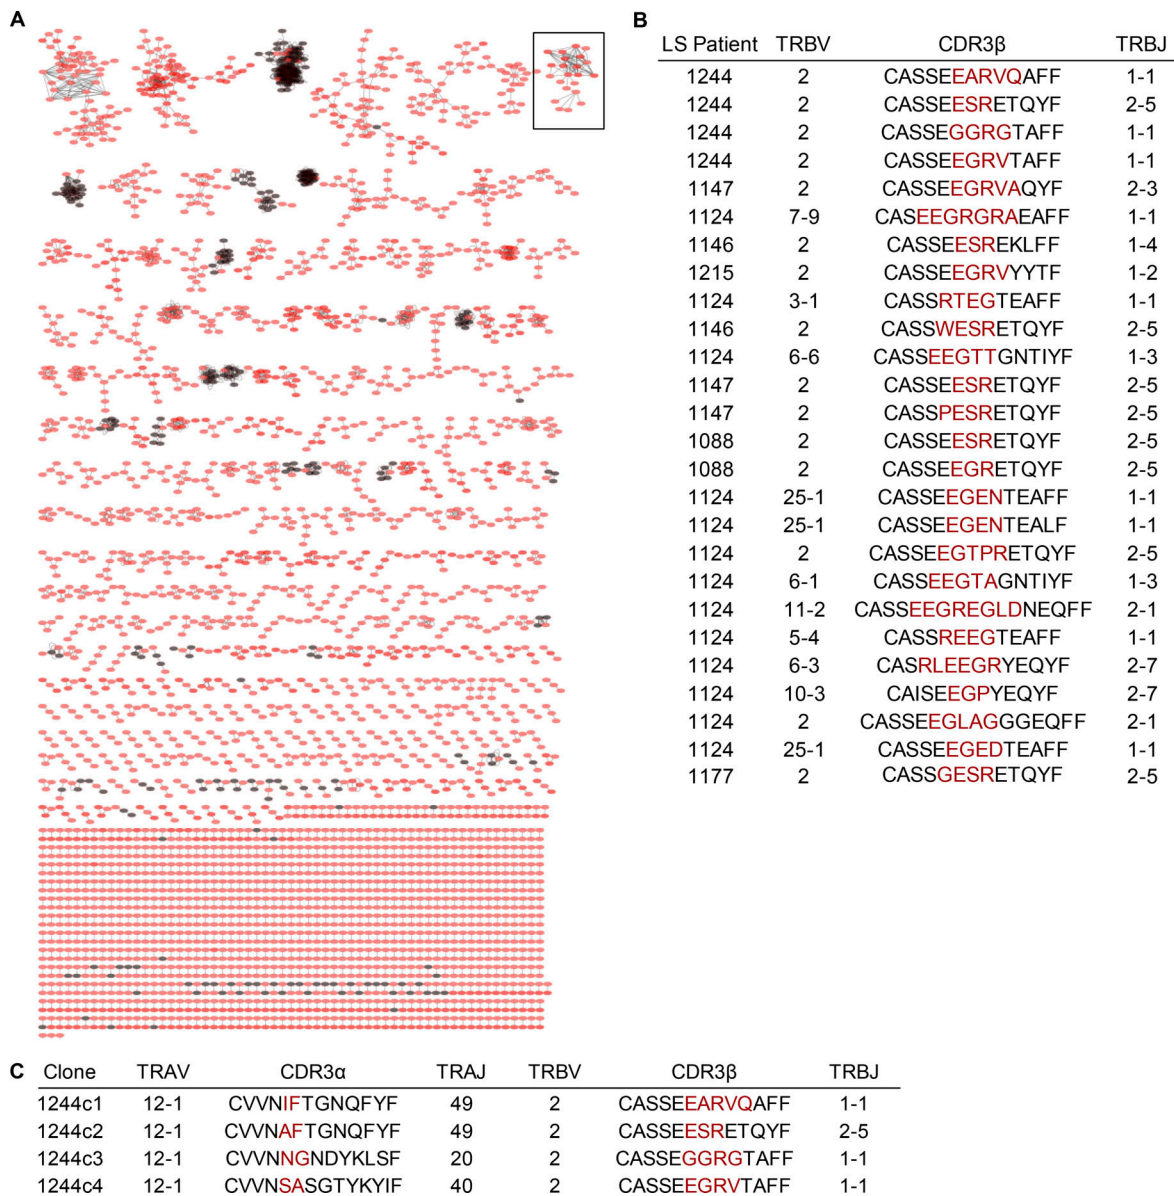 A
B
LS Patient TRBV CDR3β TRBJ
1244 2 CASSEEARVQAFF 1-1
1244 2 CASSEESRETQYF 2-5
1244 2 CASSEGGRGTAFF 1-1
1244 2 CASSEEGRVTAFF 1-1
1147 2 CASSEEGRVAQYF 2-3
1124 7-9 CASEEGRGRAEAFF 1-1
1146 2 CASSEESREKLFF 1-4
1215 2 CASSEEGRVYYTF 1-2
1124 3-1 CASSRTEGTEAFF 1-1
1146 2 CASSWESRETQYF 2-5
1124 6-6 CASSEEGTTGNTIYF 1-3
1147 2 CASSEESRETQYF 2-5
1147 2 CASSPESRETQYF 2-5
1088 2 CASSEESRETQYF 2-5
1088 2 CASSEEGRETQYF 2-5
1124 25-1 CASSEEGENTEAFF 1-1
1124 25-1 CASSEEGENTEALF 1-1
1124 2 CASSEEGTPRETQYF 2-5
1124 6-1 CASSEEGTAGNTIYF 1-3
1124 11-2 CASSEEGREGLDNEQFF 2-1
1124 5-4 CASSREEGTEAFF 1-1
1124 6-3 CASRLEEGRYEQYF 2-7
1124 10-3 CAISEEGPYEQYF 2-7
1124 2 CASSEEGLAGGGEQFF 2-1
1124 25-1 CASSEEGEDTEAFF 1-1
1177 2 CASSGESRETQYF 2-5
C Clone TRAV CDR3α TRAJ TRBV CDR3β TRBJ
1244c1 12-1 CVVNIFTGNQFYF 49 2 CASSEEARVQAFF 1-1
1244c2 12-1 CVVNAFTGNQFYF 49 2 CASSEESRETQYF 2-5
1244c3 12-1 CVVNNGNDYKLSF 20 2 CASSEGGRGTAFF 1-1
1244c4 12-1 CVVNSASGTYKYIF 40 2 CASSEEGRVTAFF 1-1